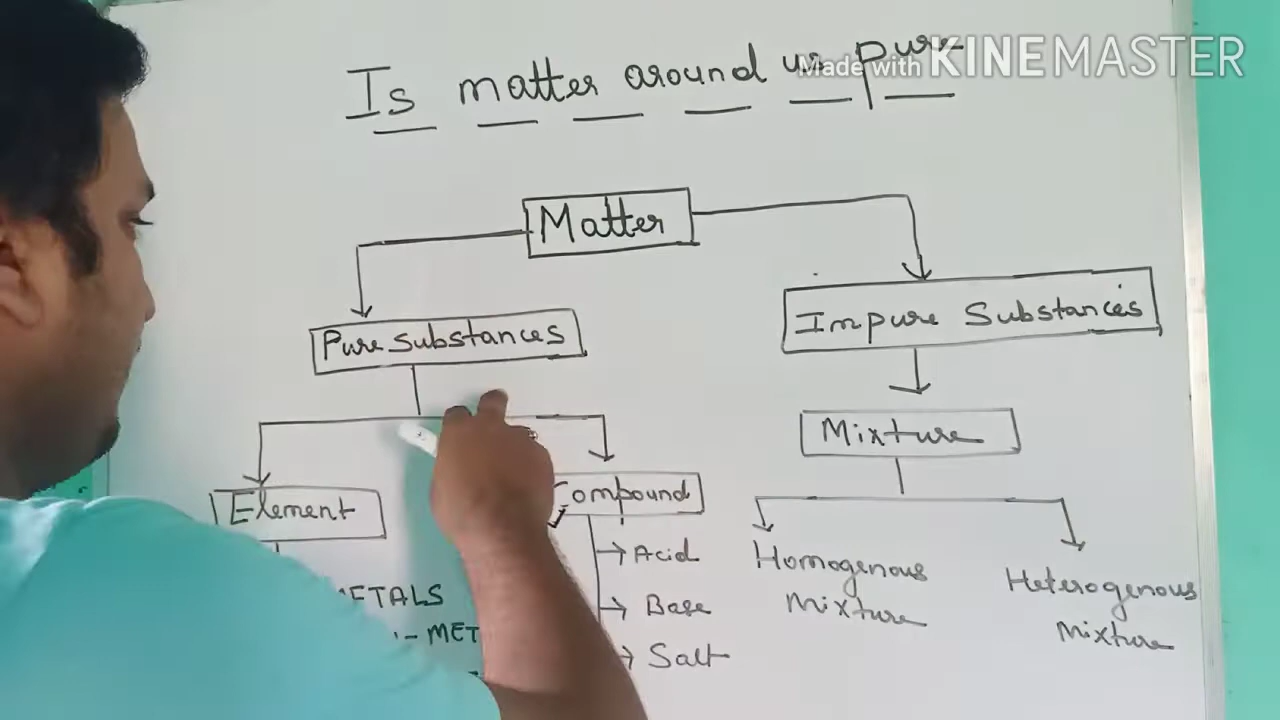 Is matter around us pure
Made with KINEMASTER
Matter
Pure substances
Impure Substances
Mixture
Element
Compound
Acid
Base
Salt
METALS
Homogenous
Mixture
Heterogenous
Mixture